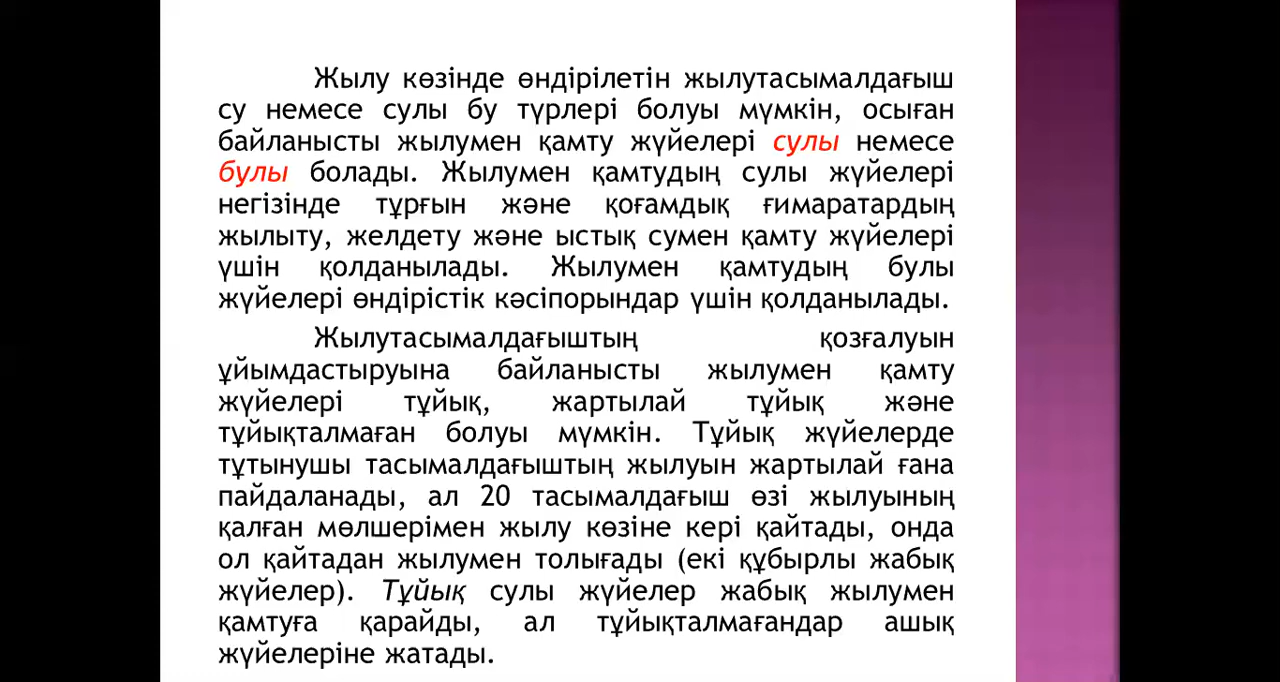 Жылу көзінде өндірілетін жылутасымалдағыш
су немесе сулы бу түрлері болуы мүмкін, осыған
байланысты жылумен қамту жүйелері сулы немесе
булы болады. Жылумен қамтудың сулы жүйелері
негізінде тұрғын және қоғамдық ғимаратардың
жылыту, желдету және ыстық сумен қамту жүйелері
үшін қолданылады. Жылумен қамтудың булы
жүйелері өндірістік кәсіпорындар үшін қолданылады.
Жылутасымалдағыштың қозғалуын
ұйымдастыруына байланысты жылумен қамту
жүйелері тұйық, жартылай тұйық және
тұйықталмаған болуы мүмкін. Тұйық жүйелерде
тұтынушы тасымалдағыштың жылуын жартылай ғана
пайдаланады, ал 20 тасымалдағыш өзі жылуының
қалған мөлшерімен жылу көзіне кері қайтады, онда
ол қайтадан жылумен толығады (екі құбырлы жабық
жүйелер). Тұйық сулы жүйелер жабық жылумен
қамтуға қарайды, ал тұйықталмағандар ашық
жүйелеріне жатады.